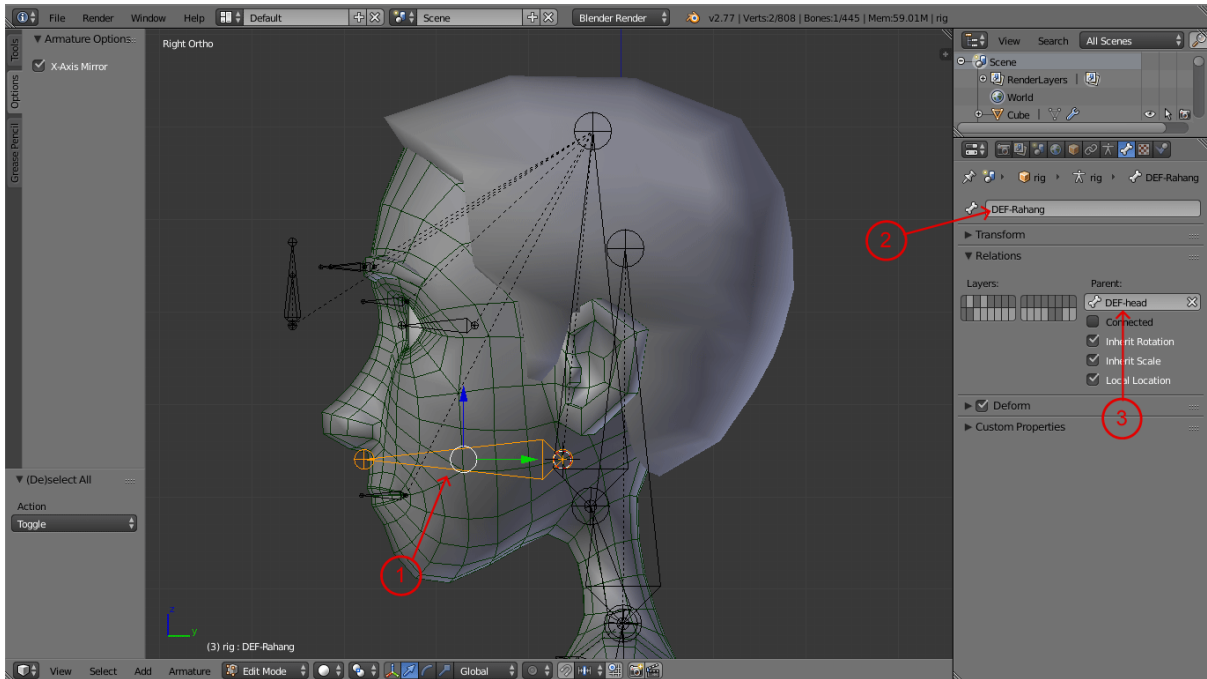 File Render Window Help Default Scene Blender Render v2.77 | Verts:2/808 | Bones:1/445 | Mem:59.01M | rig
Tools
Options
Grease Pencil
▼ Armature Options
X-Axis Mirror
Right Ortho
▼ (De)select All
Action
Toggle
1
2
3
z
y
(3) rig : DEF-Rahang
View Select Add Armature Edit Mode Global
View Search All Scenes
Scene
RenderLayers |
World
Cube |
rig rig DEF-Rahang
DEF-Rahang
▶ Transform
▼ Relations
Layers: Parent:
DEF-head
Connected
Inherit Rotation
Inherit Scale
Local Location
▶ Deform
▶ Custom Properties